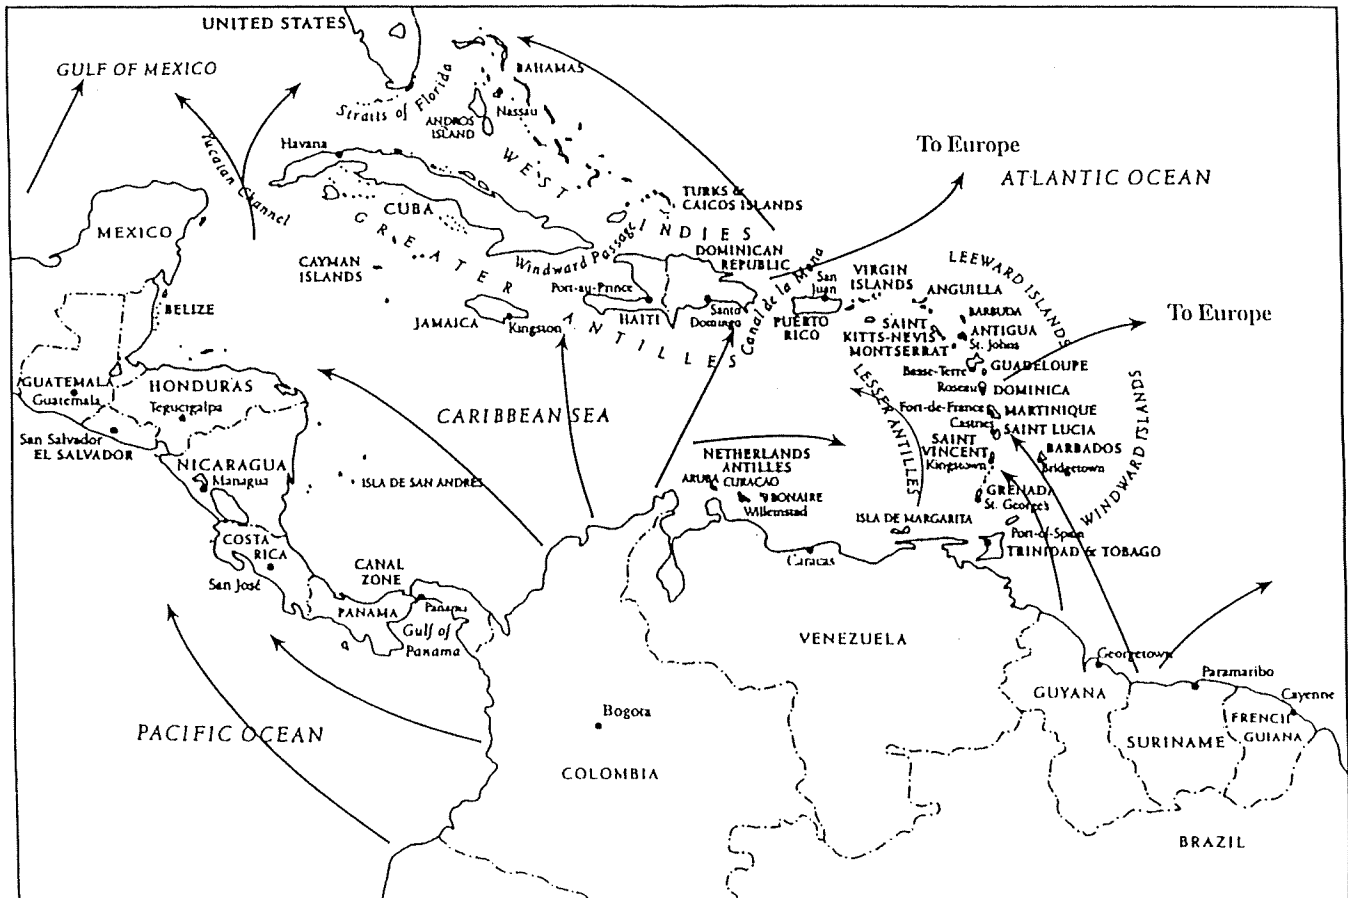 UNITED STATES
GULF OF MEXICO
Straits of Florida
BAHAMAS
Nassau
ANDROS
ISLAND
Havana
Yucatan Channel
WEST INDIES
To Europe
ATLANTIC OCEAN
TURKS &
CAICOS ISLANDS
MEXICO
CUBA
GREATER ANTILLES
CAYMAN
ISLANDS
Windward Passage
DOMINICAN
REPUBLIC
Canal de la Mona
San
Juan
VIRGIN
ISLANDS
LEEWARD ISLANDS
ANGUILLA
BELIZE
Port-au-Prince
JAMAICA
Kingston
HAITI
Santo
Domingo
PUERTO
RICO
SAINT
KITTS-NEVIS
MONTSERRAT
BARBUDA
ANTIGUA
St. Johns
To Europe
Basse-Terre
GUADELOUPE
Roseau
DOMINICA
LESSER ANTILLES
Fort-de-France
MARTINIQUE
Castries
SAINT LUCIA
WINDWARD ISLANDS
GUATEMALA
Guatemala
HONDURAS
Tegucigalpa
CARIBBEAN SEA
San Salvador
EL SALVADOR
NICARAGUA
Managua
ISLA DE SAN ANDRES
NETHERLANDS
ANTILLES
ARUBA
CURACAO
BONAIRE
Willemstad
SAINT
VINCENT
Kingstown
BARBADOS
Bridgetown
GRENADA
St. George's
ISLA DE MARGARITA
Port-of-Spain
TRINIDAD & TOBAGO
COSTA
RICA
San José
CANAL
ZONE
PANAMA
Panama
Gulf of
Panama
Caracas
VENEZUELA
Georgetown
GUYANA
Paramaribo
SURINAME
Cayenne
FRENCH
GUIANA
PACIFIC OCEAN
Bogota
COLOMBIA
BRAZIL